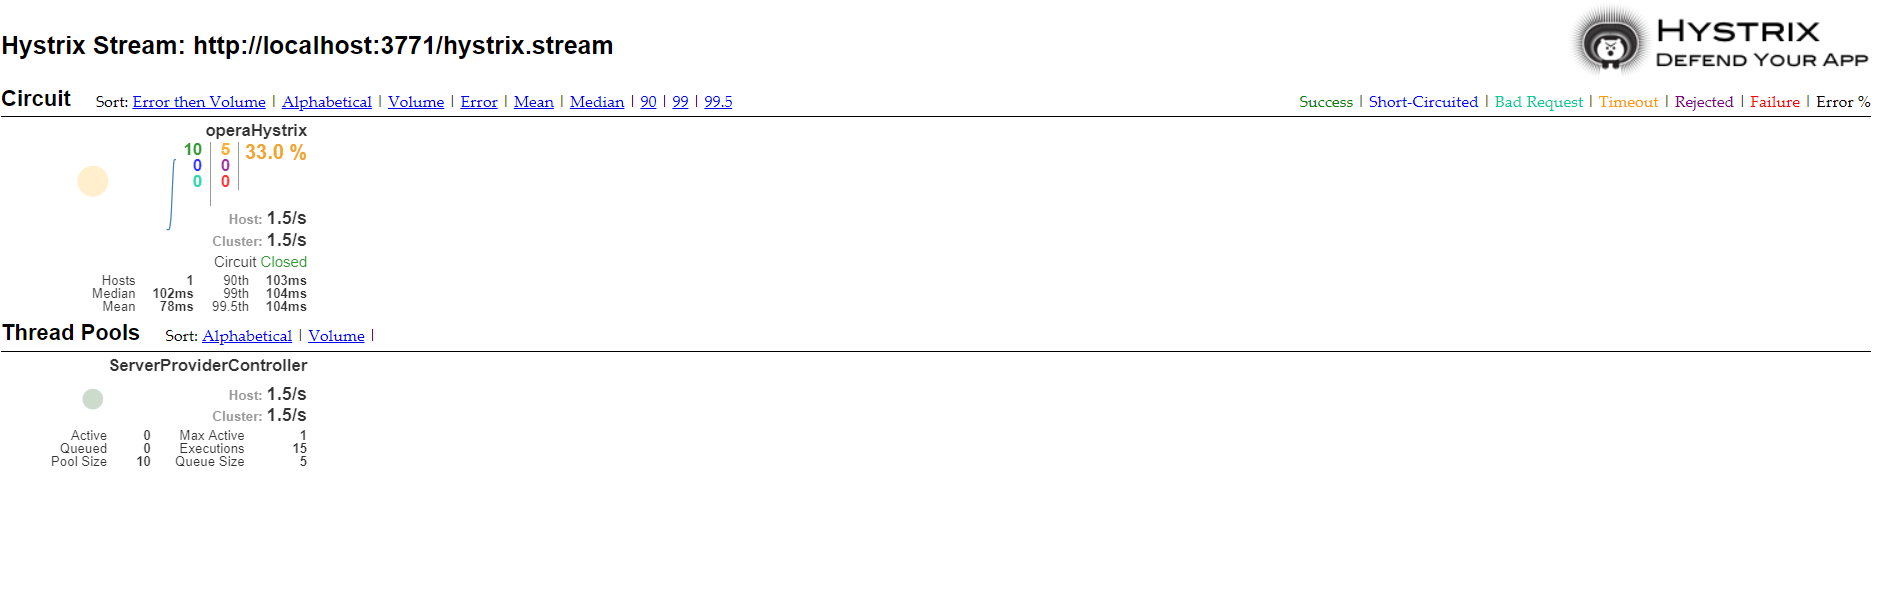 Hystrix Stream: http://localhost:3771/hystrix.stream
HYSTRIX
DEFEND YOUR APP
Circuit Sort: Error then Volume | Alphabetical | Volume | Error | Mean | Median | 90 | 99 | 99.5
Success | Short-Circuited | Bad Request | Timeout | Rejected | Failure | Error %
operaHystrix
10 5 33.0 %
0 0
0 0
Host: 1.5/s
Cluster: 1.5/s
Circuit Closed
Hosts 1 90th 103ms
Median 102ms 99th 104ms
Mean 78ms 99.5th 104ms
Thread Pools Sort: Alphabetical | Volume |
ServerProviderController
Host: 1.5/s
Cluster: 1.5/s
Active 0 Max Active 1
Queued 0 Executions 15
Pool Size 10 Queue Size 5